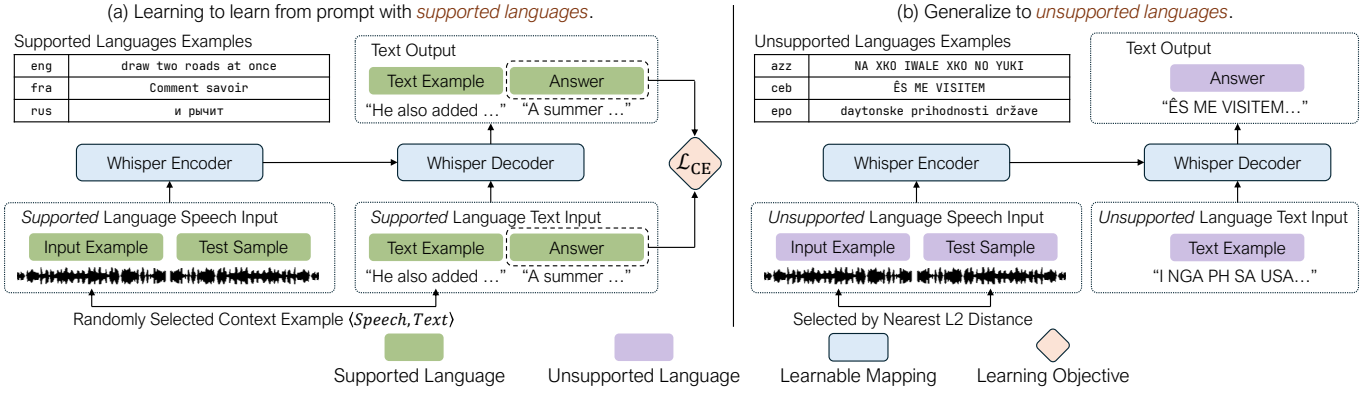 (a) Learning to learn from prompt with supported languages.
Supported Languages Examples
eng draw two roads at once
fra Comment savoir
rus и рычит
Text Output
Text Example Answer
“He also added …” “A summer …”
Whisper Encoder
Whisper Decoder
ℒCE
Supported Language Speech Input
Input Example Test Sample
Supported Language Text Input
Text Example Answer
“He also added …” “A summer …”
Randomly Selected Context Example ⟨Speech,Text⟩
(b) Generalize to unsupported languages.
Unsupported Languages Examples
azz NA XKO IWALE XKO NO YUKI
ceb ÊS ME VISITEM
epo daytonske prihodnosti države
Text Output
Answer
“ÊS ME VISITEM…”
Whisper Encoder
Whisper Decoder
Unsupported Language Speech Input
Input Example Test Sample
Unsupported Language Text Input
Text Example
“I NGA PH SA USA…”
Selected by Nearest L2 Distance
Supported Language
Unsupported Language
Learnable Mapping
Learning Objective